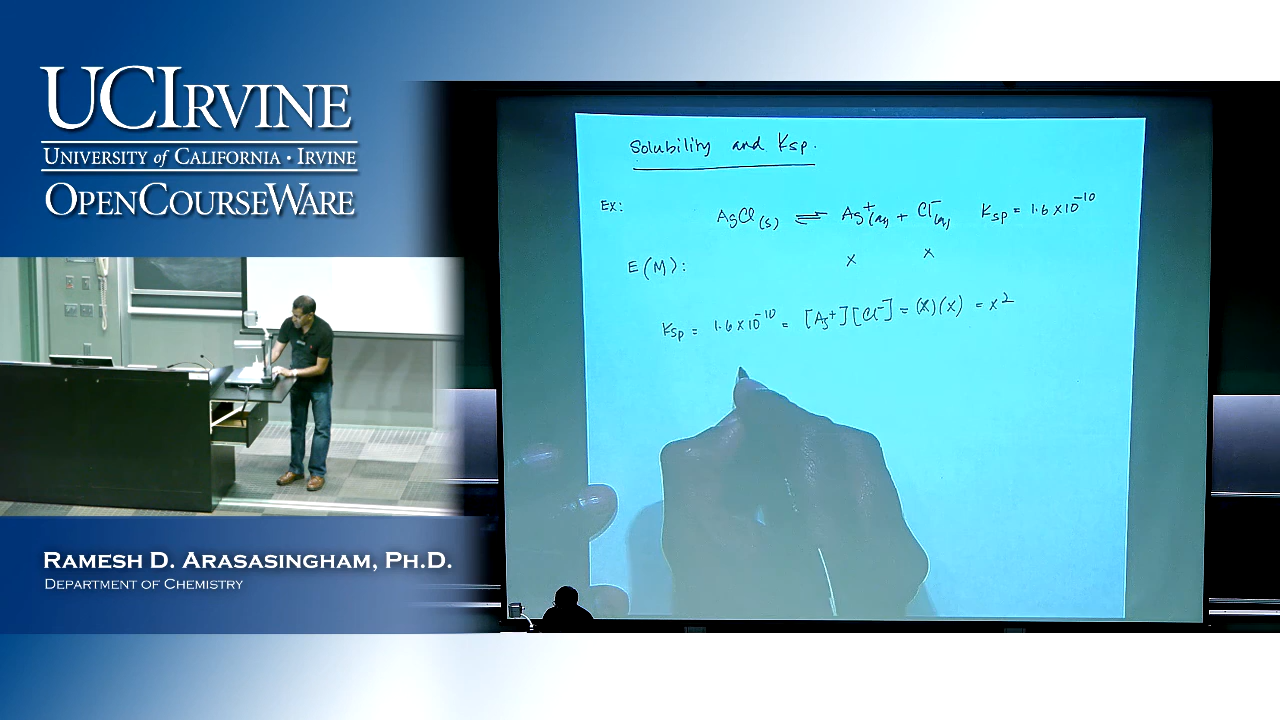 UCIRVINE
UNIVERSITY of CALIFORNIA · IRVINE
OPENCOURSEWARE
RAMESH D. ARASASINGHAM, PH.D.
DEPARTMENT OF CHEMISTRY
Solubility and Ksp.
Ex: AgCl(s) ⇌ Ag⁺(aq) + Cl⁻(aq) Ksp = 1.6 x 10⁻¹⁰
E (M): x x
Ksp = 1.6 x 10⁻¹⁰ = [Ag⁺][Cl⁻] = (x)(x) = x²